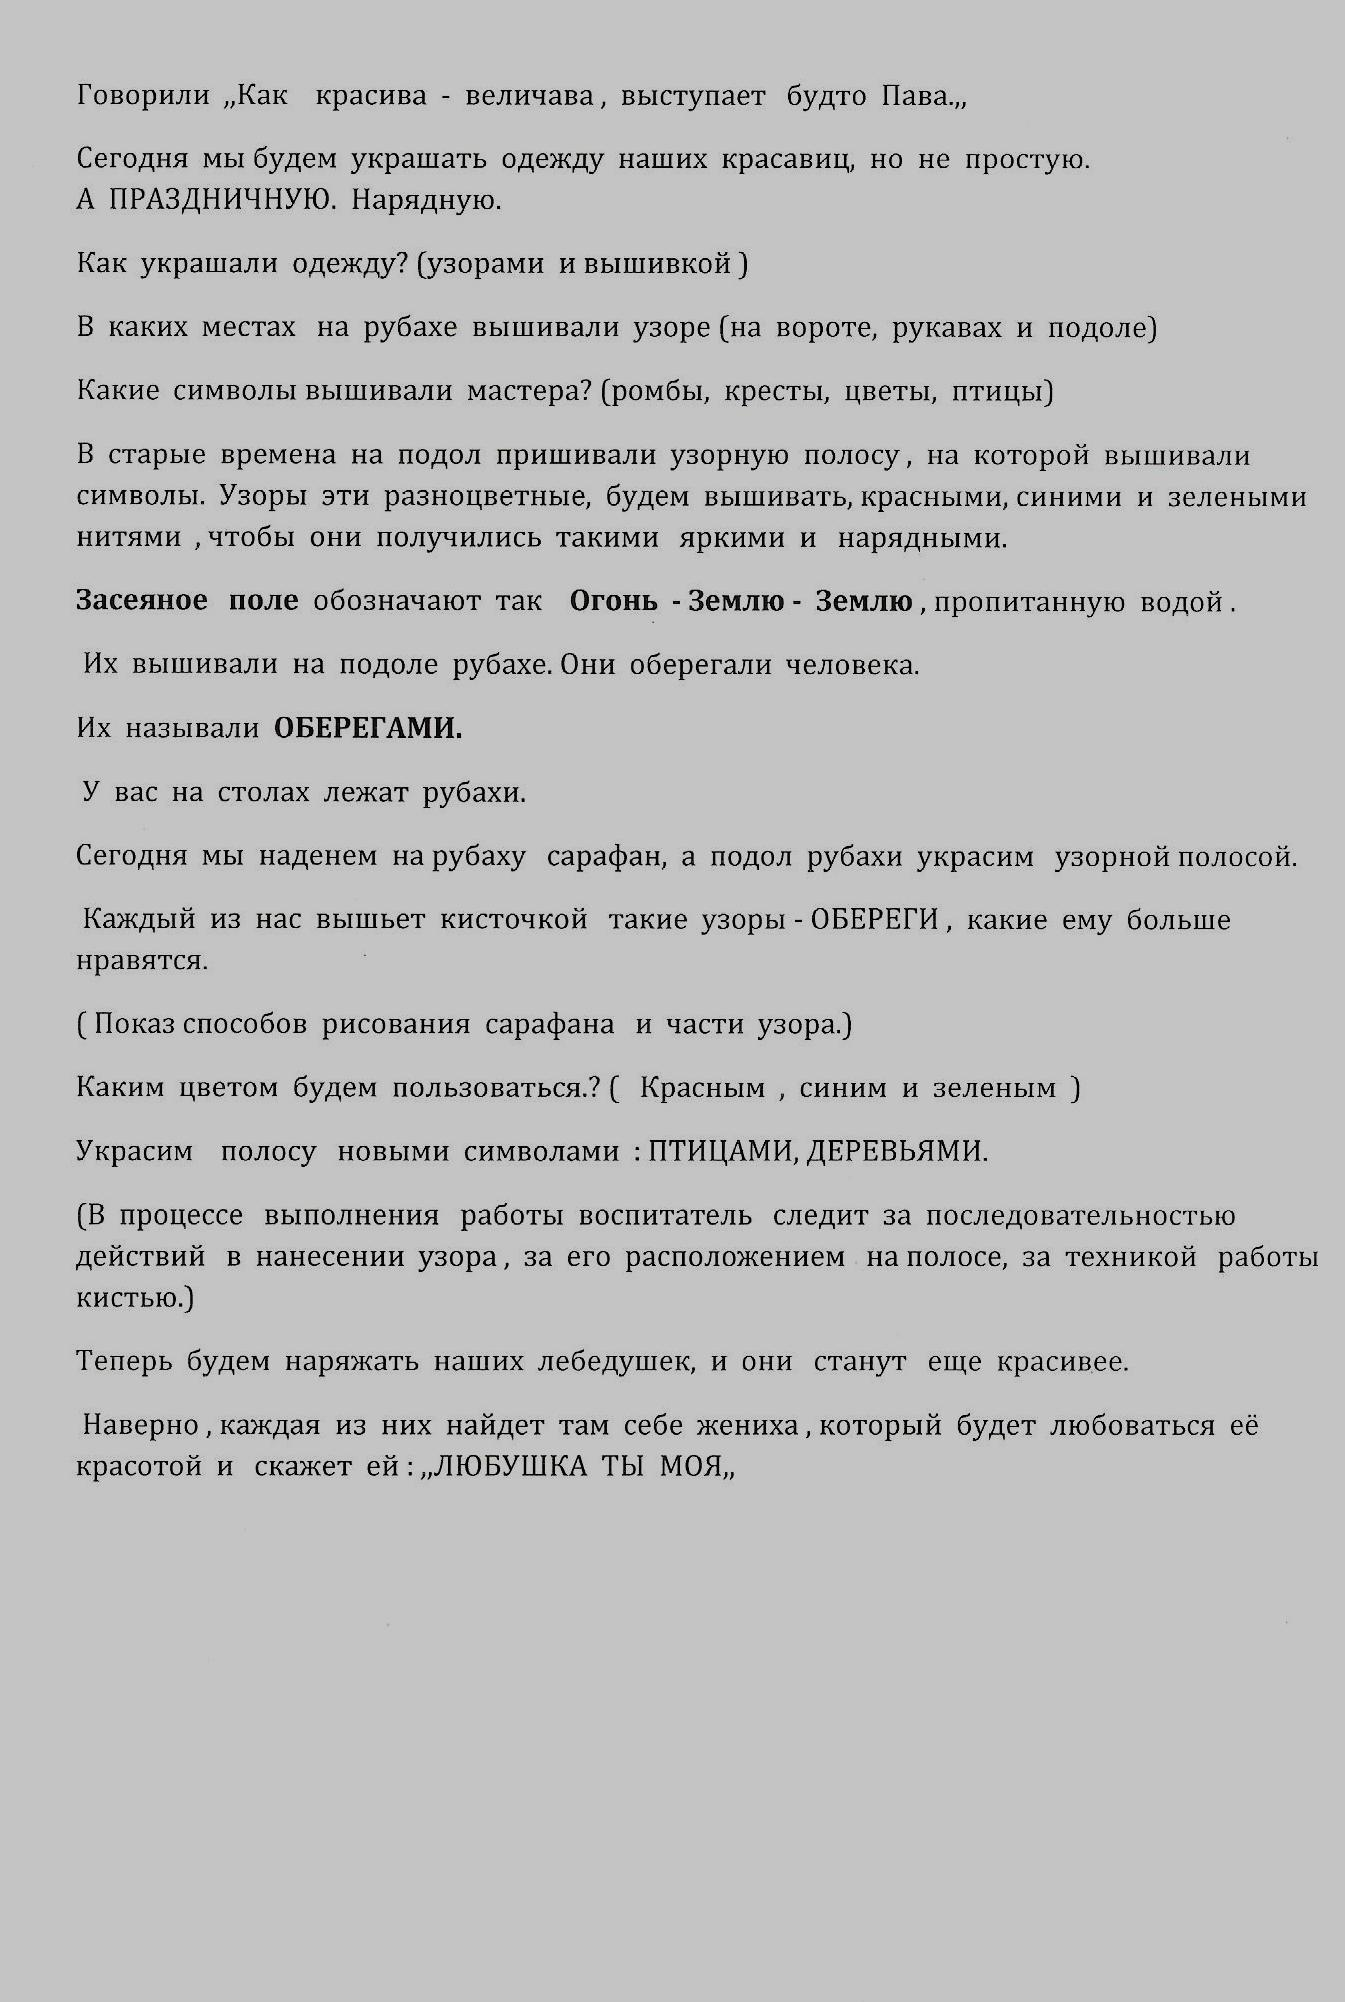 Говорили „Как красива - величава, выступает будто Пава.„
Сегодня мы будем украшать одежду наших красавиц, но не простую.
А ПРАЗДНИЧНУЮ. Нарядную.
Как украшали одежду? (узорами и вышивкой )
В каких местах на рубахе вышивали узоре (на вороте, рукавах и подоле)
Какие символы вышивали мастера? (ромбы, кресты, цветы, птицы)
В старые времена на подол пришивали узорную полосу, на которой вышивали
символы. Узоры эти разноцветные, будем вышивать, красными, синими и зелеными
нитями , чтобы они получились такими яркими и нарядными.
Засеяное поле обозначают так Огонь - Землю - Землю , пропитанную водой .
Их вышивали на подоле рубахе. Они оберегали человека.
Их называли ОБЕРЕГАМИ.
У вас на столах лежат рубахи.
Сегодня мы наденем на рубаху сарафан, а подол рубахи украсим узорной полосой.
Каждый из нас вышьет кисточкой такие узоры - ОБЕРЕГИ , какие ему больше
нравятся.
( Показ способов рисования сарафана и части узора.)
Каким цветом будем пользоваться.? ( Красным , синим и зеленым )
Украсим полосу новыми символами : ПТИЦАМИ, ДЕРЕВЬЯМИ.
(В процессе выполнения работы воспитатель следит за последовательностью
действий в нанесении узора , за его расположением на полосе, за техникой работы
кистью.)
Теперь будем наряжать наших лебедушек, и они станут еще красивее.
Наверно , каждая из них найдет там себе жениха , который будет любоваться её
красотой и скажет ей : „ЛЮБУШКА ТЫ МОЯ„